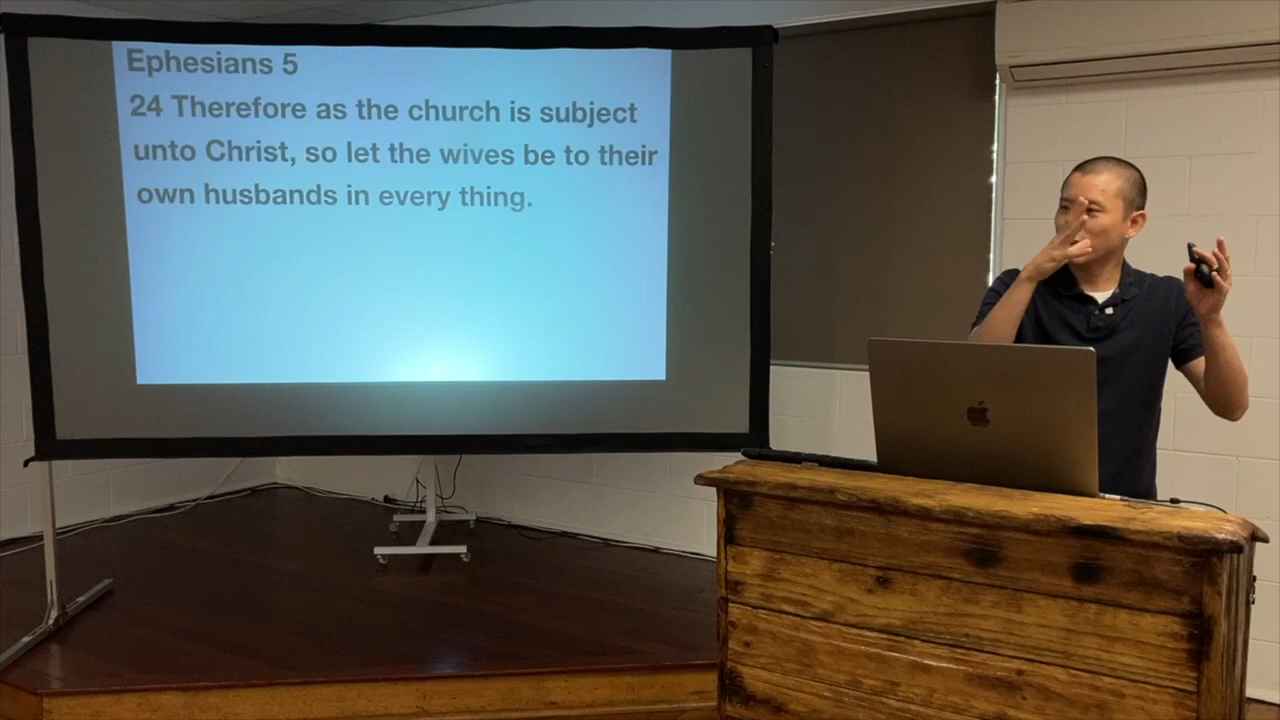 Ephesians 5
24 Therefore as the church is subject
unto Christ, so let the wives be to their
own husbands in every thing.